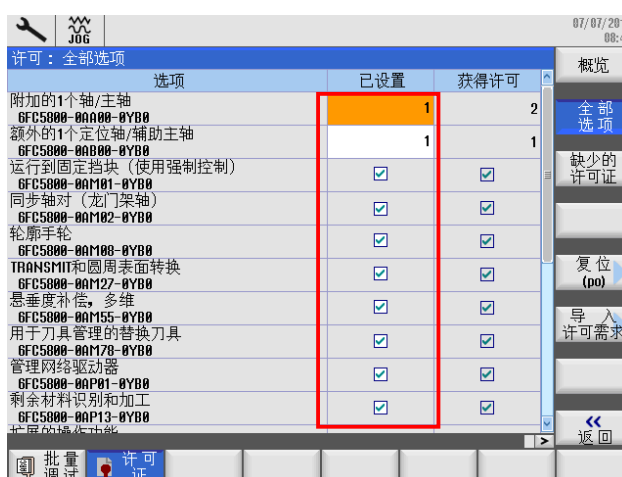 JOG
07/07/20
08:
许可：全部选项
选项 已设置 获得许可
附加的1个轴/主轴 1 2
6FC5800-0AA00-0YB0
额外的1个定位轴/辅助主轴 1 1
6FC5800-0AB00-0YB0
运行到固定挡块（使用强制控制）
6FC5800-0AM01-0YB0
同步轴对（龙门架轴）
6FC5800-0AM02-0YB0
轮廓手轮
6FC5800-0AM08-0YB0
TRANSMIT和圆周表面转换
6FC5800-0AM27-0YB0
悬垂度补偿，多维
6FC5800-0AM55-0YB0
用于刀具管理的替换刀具
6FC5800-0AM78-0YB0
管理网络驱动器
6FC5800-0AP01-0YB0
剩余材料识别和加工
6FC5800-0AP13-0YB0
扩展的操作功能
概览
全部
选项
缺少的
许可证
复位
(po)
导入
许可需求
«
返回
批量
调试
许可
证